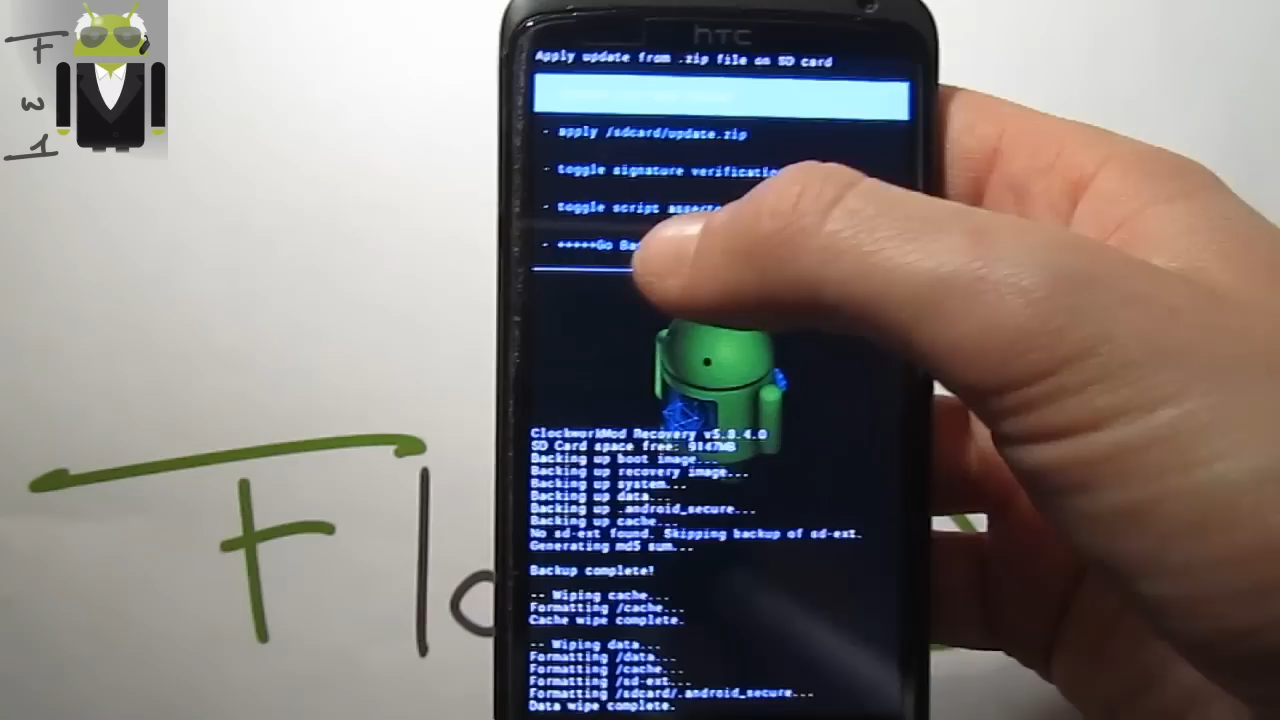 F
w
1
hTC
Apply update from .zip file on SD card
- apply /sdcard/update.zip
- toggle signature verificatio
- toggle script asserts
- +++++Go Ba
ClockworkMod Recovery v5.8.4.0
SD Card space free: 9147MB
Backing up boot image...
Backing up recovery image...
Backing up system...
Backing up data...
Backing up .android_secure...
Backing up cache...
No sd-ext found. Skipping backup of sd-ext.
Generating md5 sum...
Backup complete!
-- Wiping cache...
Formatting /cache...
Cache wipe complete.
-- Wiping data...
Formatting /data...
Formatting /cache...
Formatting /sd-ext...
Formatting /sdcard/.android_secure...
Data wipe complete.
Flo